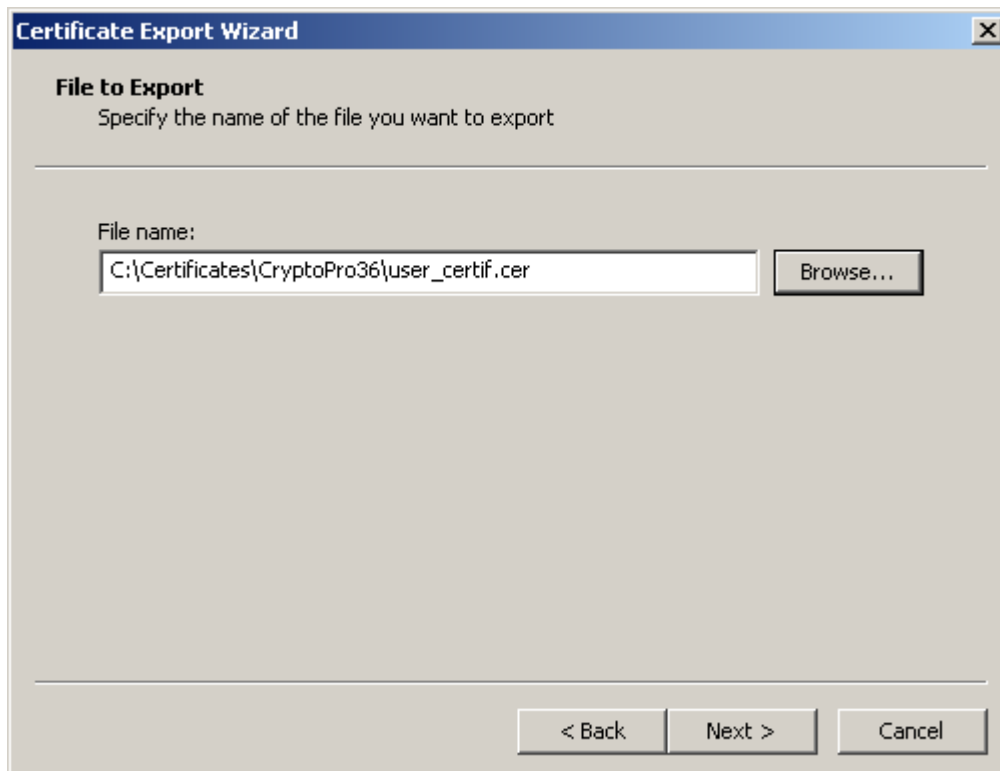 Certificate Export Wizard
File to Export
Specify the name of the file you want to export
File name:
C:\Certificates\CryptoPro36\user_certif.cer
Browse...
< Back
Next >
Cancel